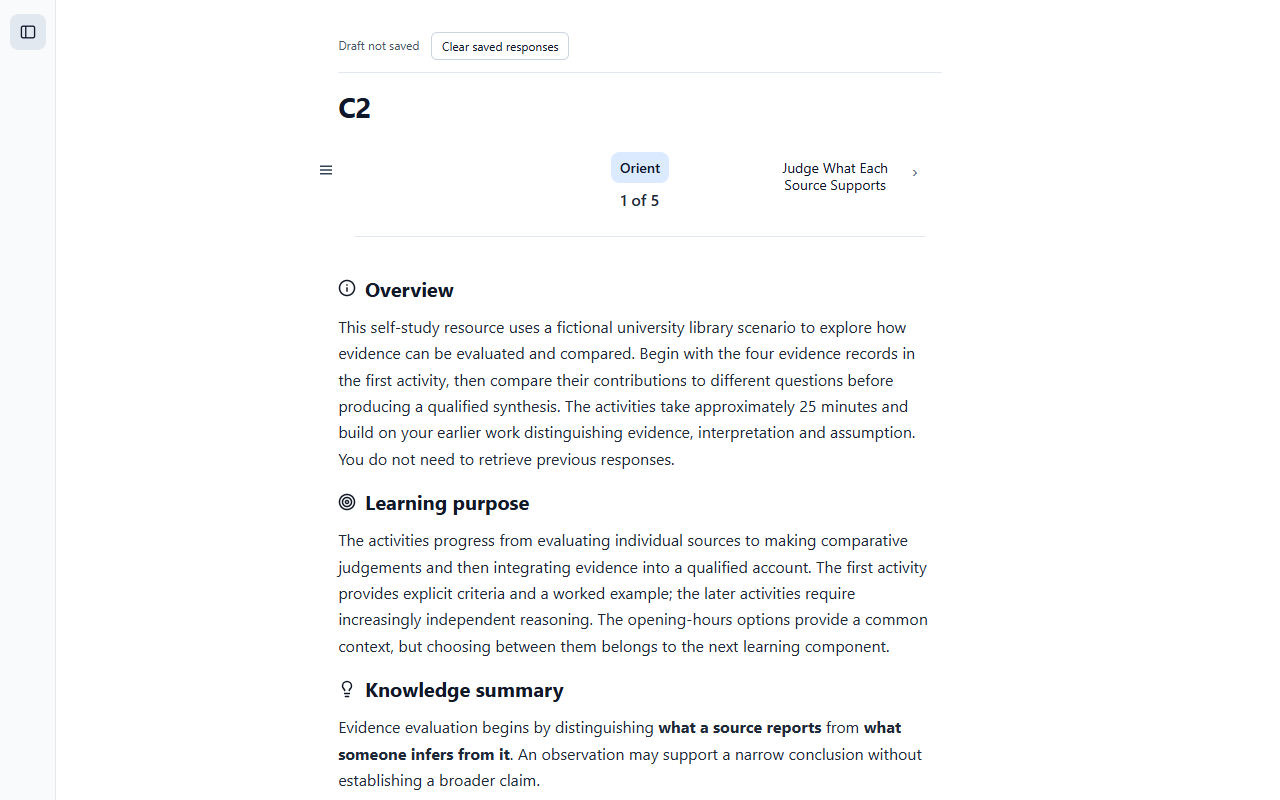 Draft not saved
Clear saved responses
C2
Orient
1 of 5
Judge What Each
Source Supports
Overview
This self-study resource uses a fictional university library scenario to explore how
evidence can be evaluated and compared. Begin with the four evidence records in
the first activity, then compare their contributions to different questions before
producing a qualified synthesis. The activities take approximately 25 minutes and
build on your earlier work distinguishing evidence, interpretation and assumption.
You do not need to retrieve previous responses.
Learning purpose
The activities progress from evaluating individual sources to making comparative
judgements and then integrating evidence into a qualified account. The first activity
provides explicit criteria and a worked example; the later activities require
increasingly independent reasoning. The opening-hours options provide a common
context, but choosing between them belongs to the next learning component.
Knowledge summary
Evidence evaluation begins by distinguishing what a source reports from what
someone infers from it. An observation may support a narrow conclusion without
establishing a broader claim.